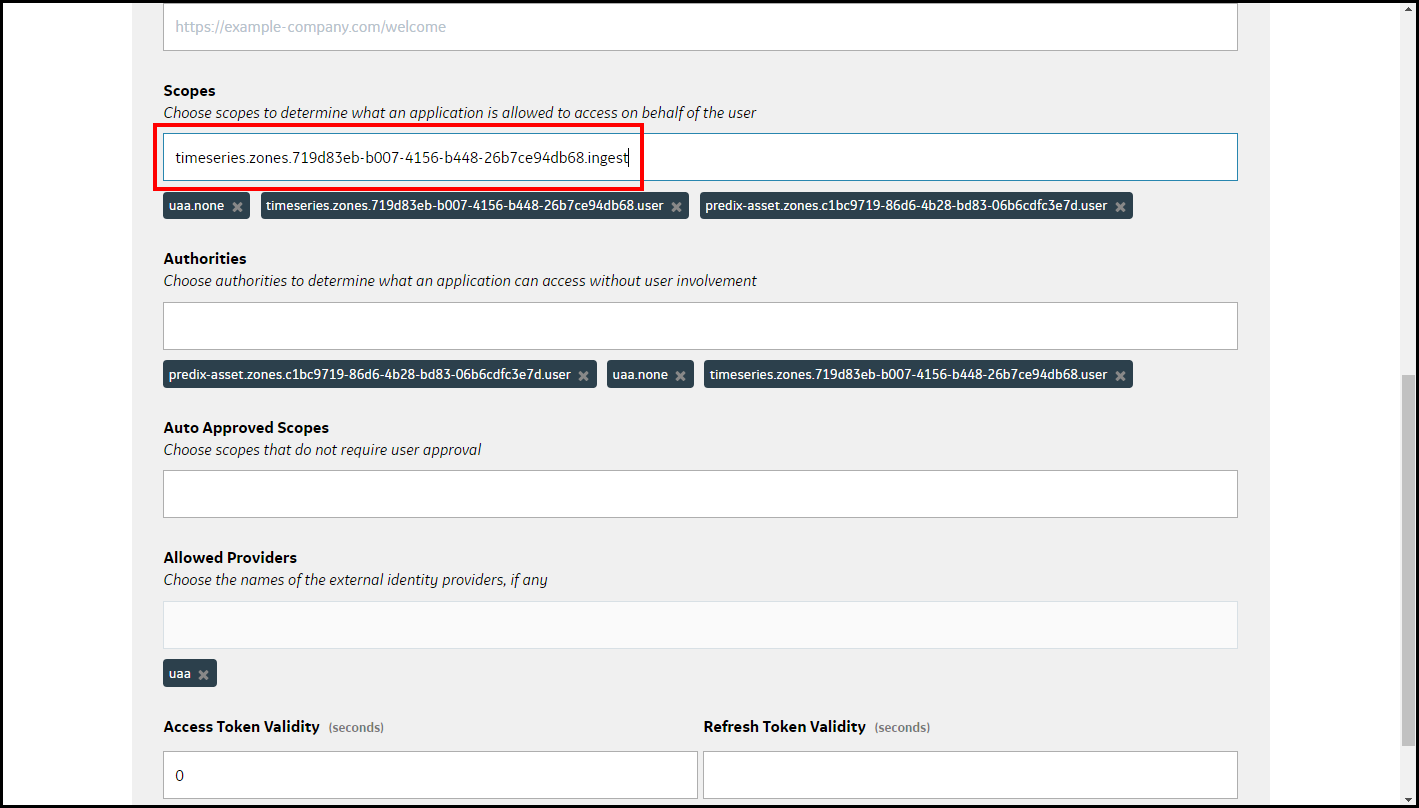 https://example-company.com/welcome
Scopes
Choose scopes to determine what an application is allowed to access on behalf of the user
timeseries.zones.719d83eb-b007-4156-b448-26b7ce94db68.ingest
uaa.none timeseries.zones.719d83eb-b007-4156-b448-26b7ce94db68.user predix-asset.zones.c1bc9719-86d6-4b28-bd83-06b6cdfc3e7d.user
Authorities
Choose authorities to determine what an application can access without user involvement
predix-asset.zones.c1bc9719-86d6-4b28-bd83-06b6cdfc3e7d.user uaa.none timeseries.zones.719d83eb-b007-4156-b448-26b7ce94db68.user
Auto Approved Scopes
Choose scopes that do not require user approval
Allowed Providers
Choose the names of the external identity providers, if any
uaa
Access Token Validity (seconds) Refresh Token Validity (seconds)
0